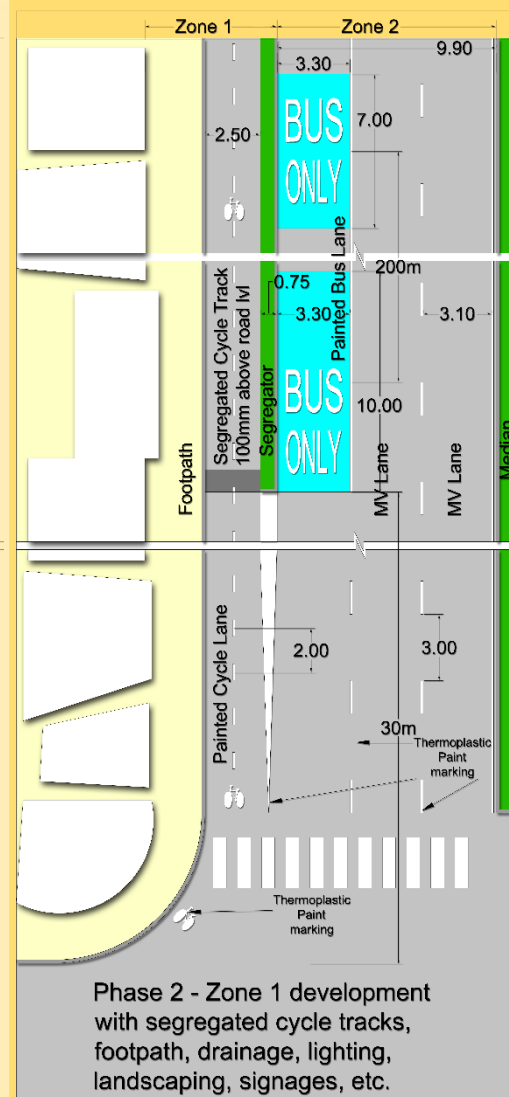 Zone 1
Zone 2
9.90
3.30
BUS
ONLY
7.00
2.50
Painted Bus Lane
200m
0.75
3.30
3.10
Segregated Cycle Track
100mm above road lvl
Segregator
BUS
ONLY
10.00
Footpath
MV Lane
MV Lane
Median
Painted Cycle Lane
2.00
3.00
30m
Thermoplastic
Paint
marking
Thermoplastic
Paint
marking
Phase 2 - Zone 1 development
with segregated cycle tracks,
footpath, drainage, lighting,
landscaping, signages, etc.